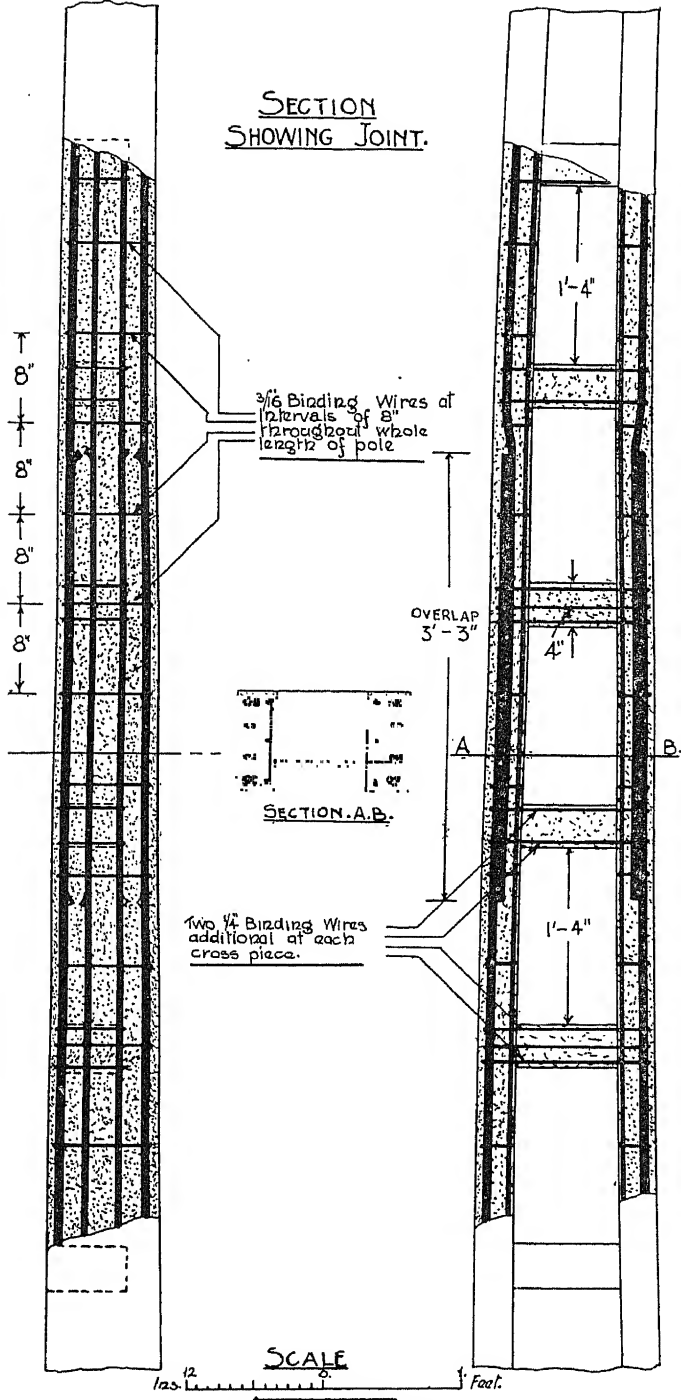 SECTION
SHOWING JOINT.
1'-4"
8"
8"
8"
8"
3/16 Binding Wires at
Intervals of 8"
throughout whole
length of pole
OVERLAP
3'-3"
4"
A
B.
SECTION.A.B.
Two ¼" Binding Wires
additional at each
cross piece.
1'-4"
SCALE
Ins. 12 0 1 Feet.